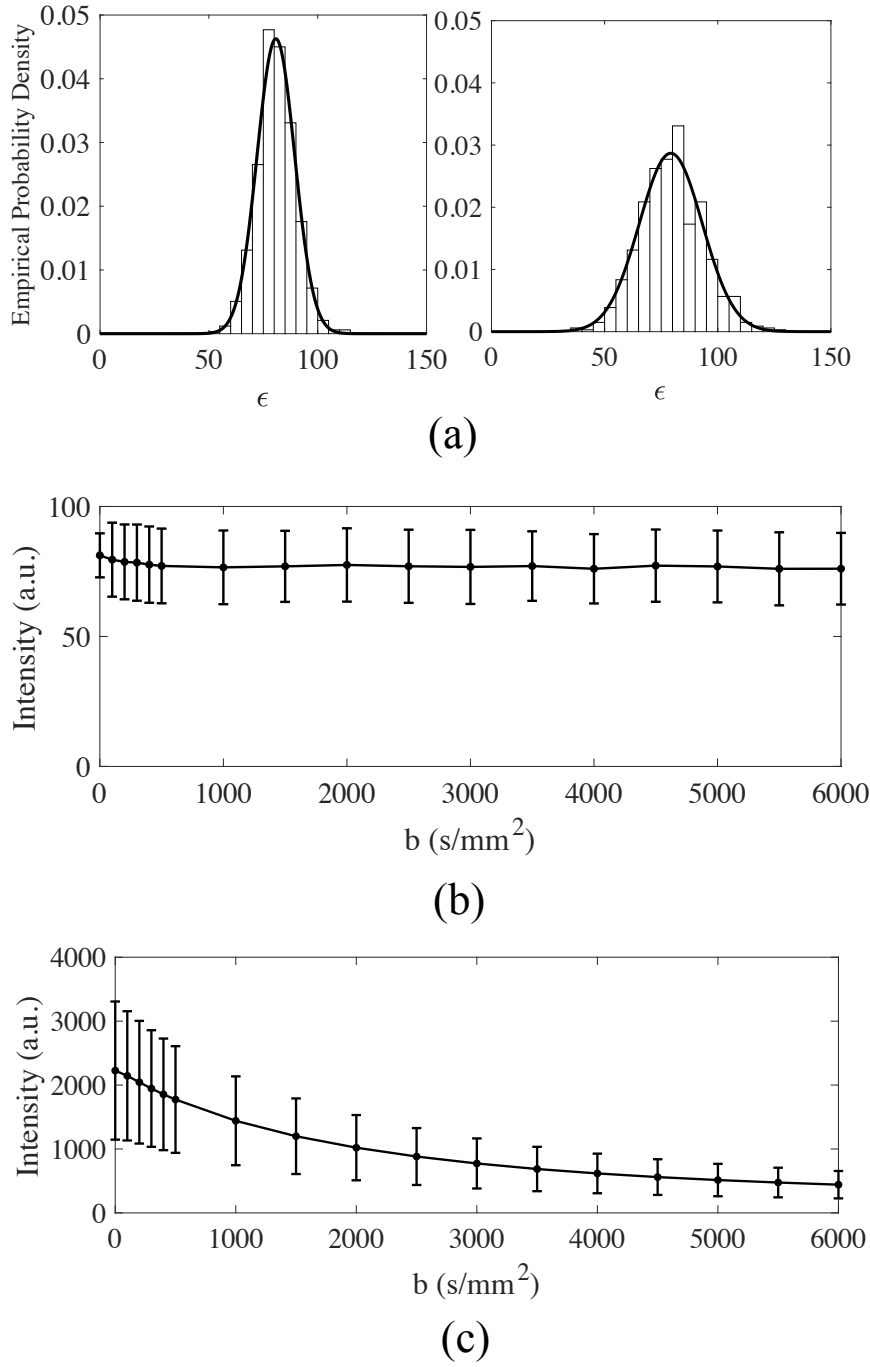 0.05 0.05
0.04 0.04
0.03 0.03
0.02 0.02
0.01 0.01
0 0
Empirical Probability Density
0 50 100 150 0 50 100 150
ϵ ϵ
(a)
100
50
0
Intensity (a.u.)
0 1000 2000 3000 4000 5000 6000
b (s/mm²)
(b)
4000
3000
2000
1000
0
Intensity (a.u.)
0 1000 2000 3000 4000 5000 6000
b (s/mm²)
(c)